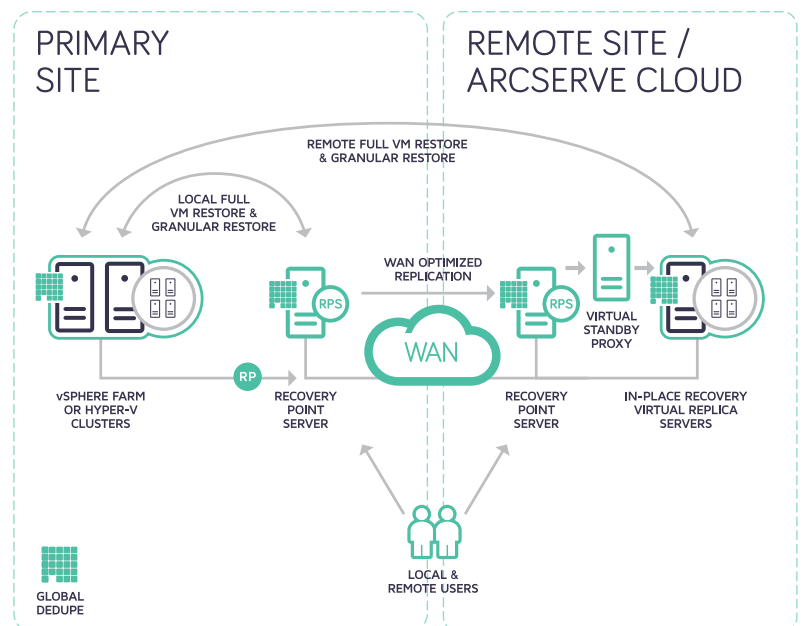 PRIMARY
SITE
REMOTE SITE /
ARCSERVE CLOUD
REMOTE FULL VM RESTORE
& GRANULAR RESTORE
LOCAL FULL
VM RESTORE &
GRANULAR RESTORE
WAN OPTIMIZED
REPLICATION
RPS
RPS
VIRTUAL
STANDBY
PROXY
WAN
RP
vSPHERE FARM
OR HYPER-V
CLUSTERS
RECOVERY
POINT
SERVER
RECOVERY
POINT
SERVER
IN-PLACE RECOVERY
VIRTUAL REPLICA
SERVERS
LOCAL &
REMOTE USERS
GLOBAL
DEDUPE